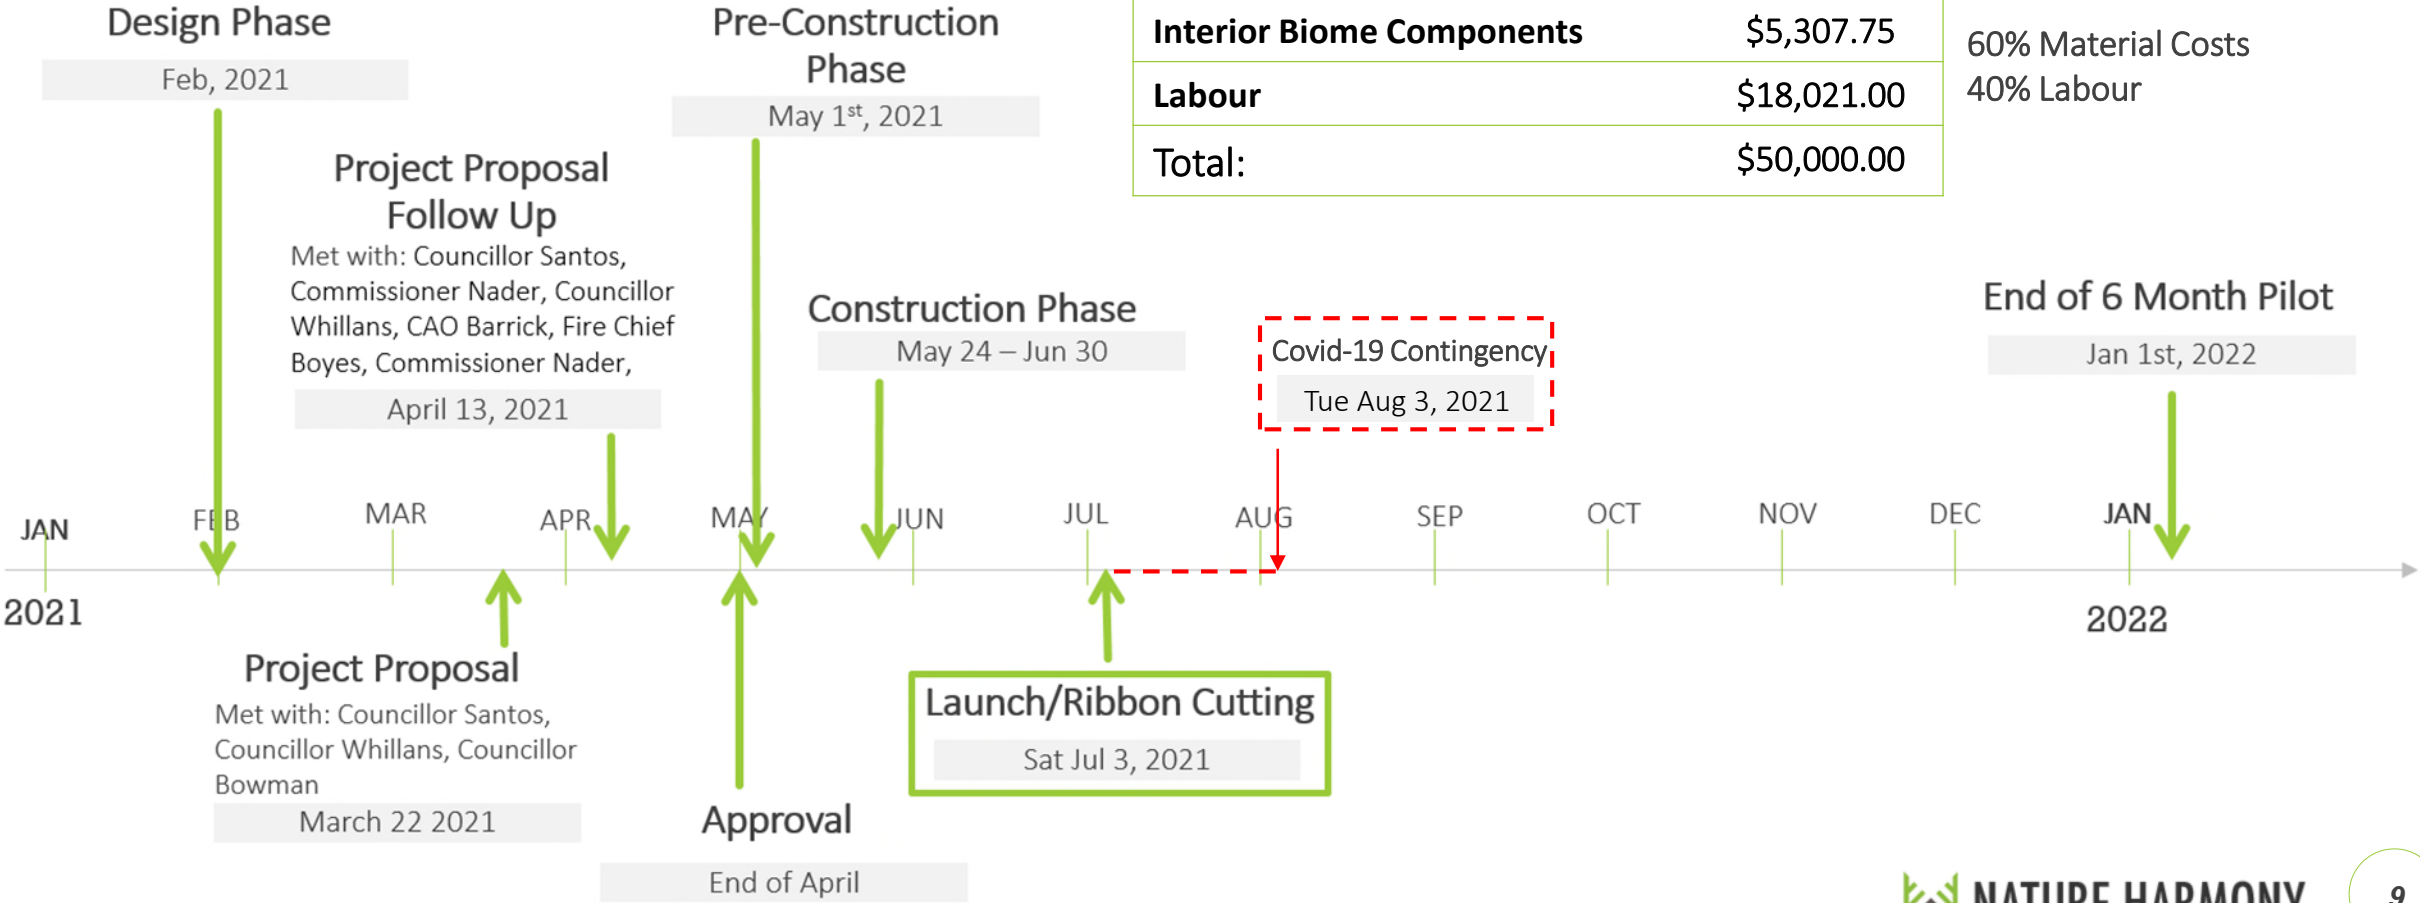 Design Phase
Feb, 2021
Pre-Construction
Phase
May 1st, 2021
Interior Biome Components $5,307.75
Labour $18,021.00
Total: $50,000.00
60% Material Costs
40% Labour
Project Proposal
Follow Up
Met with: Councillor Santos,
Commissioner Nader, Councillor
Whillans, CAO Barrick, Fire Chief
Boyes, Commissioner Nader,
April 13, 2021
Construction Phase
May 24 – Jun 30
Covid-19 Contingency
Tue Aug 3, 2021
End of 6 Month Pilot
Jan 1st, 2022
JAN FEB MAR APR MAY JUN JUL AUG SEP OCT NOV DEC JAN
2021 2022
Project Proposal
Met with: Councillor Santos,
Councillor Whillans, Councillor
Bowman
March 22 2021
Launch/Ribbon Cutting
Sat Jul 3, 2021
Approval
End of April
NATURE HARMONY
9